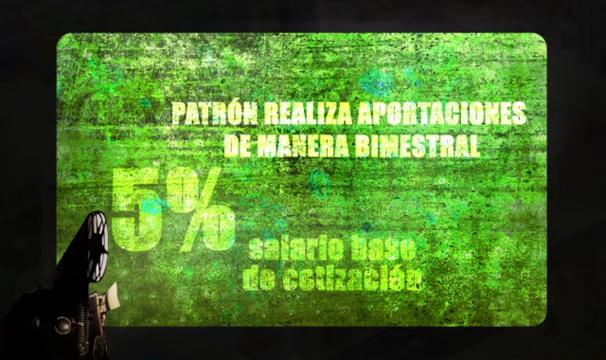 PATRÓN REALIZA APORTACIONES
DE MANERA BIMESTRAL
5%
salario base
de cotización